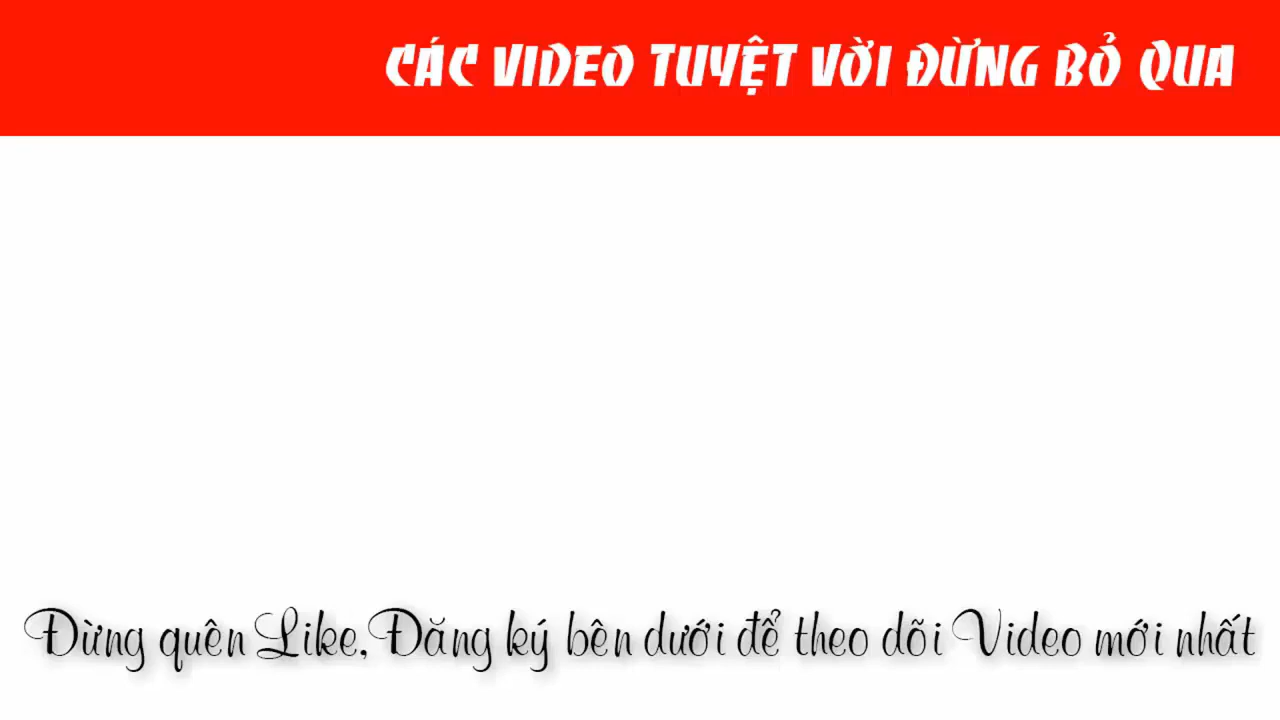 CÁC VIDEO TUYỆT VỜI ĐỪNG BỎ QUA
Đừng quên Like,Đăng ký bên dưới để theo dõi Video mới nhất